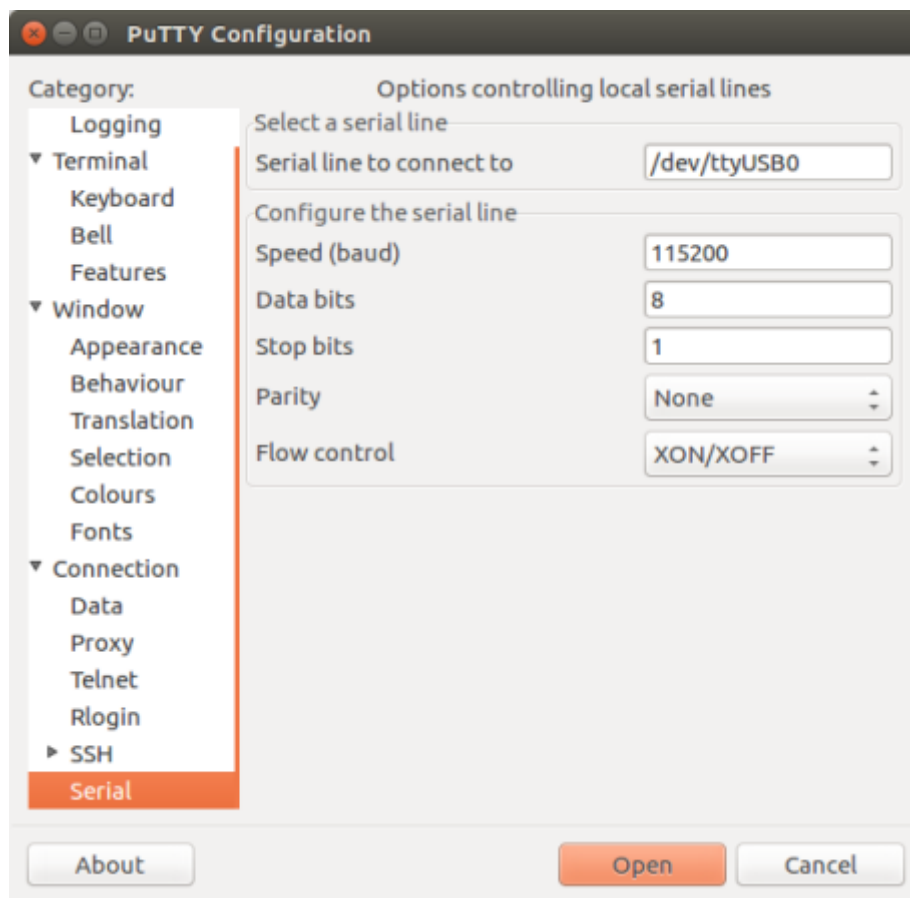 PuTTY Configuration
Category:
Logging
Terminal
Keyboard
Bell
Features
Window
Appearance
Behaviour
Translation
Selection
Colours
Fonts
Connection
Data
Proxy
Telnet
Rlogin
SSH
Serial
Options controlling local serial lines
Select a serial line
Serial line to connect to /dev/ttyUSB0
Configure the serial line
Speed (baud) 115200
Data bits 8
Stop bits 1
Parity None
Flow control XON/XOFF
About Open Cancel